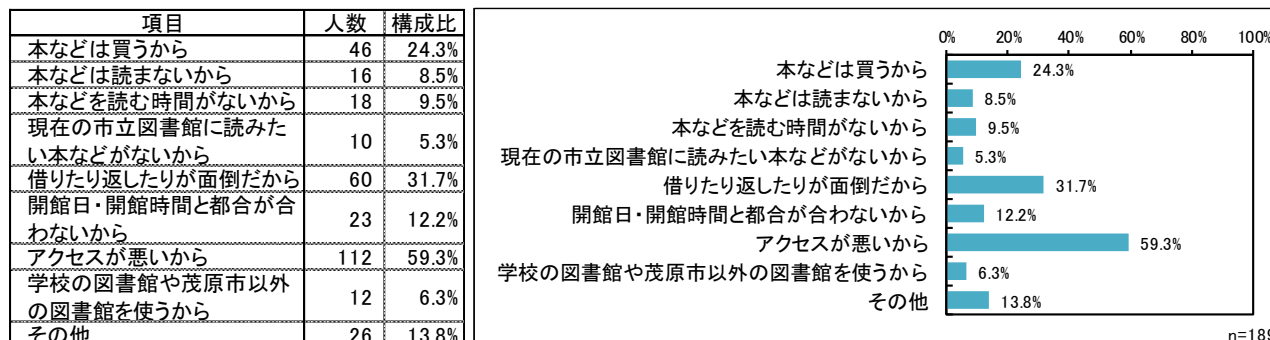 項目 人数 構成比
本などは買うから 46 24.3%
本などは読まないから 16 8.5%
本などを読む時間がないから 18 9.5%
現在の市立図書館に読みた
い本などがないから 10 5.3%
借りたり返したりが面倒だから 60 31.7%
開館日・開館時間と都合が合
わないから 23 12.2%
アクセスが悪いから 112 59.3%
学校の図書館や茂原市以外
の図書館を使うから 12 6.3%
その他 26 13.8%
0% 20% 40% 60% 80% 100%
本などは買うから 24.3%
本などは読まないから 8.5%
本などを読む時間がないから 9.5%
現在の市立図書館に読みたい本などがないから 5.3%
借りたり返したりが面倒だから 31.7%
開館日・開館時間と都合が合わないから 12.2%
アクセスが悪いから 59.3%
学校の図書館や茂原市以外の図書館を使うから 6.3%
その他 13.8%
n=189